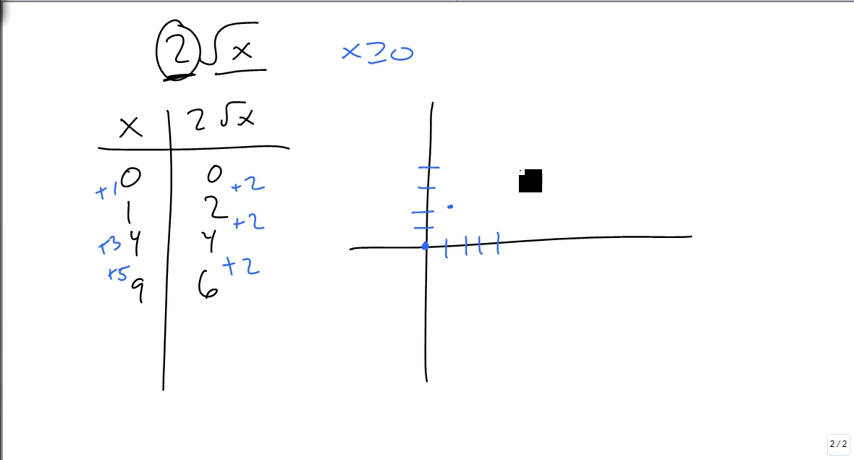 2√x x≥0
x 2√x
0 0
+1 +2
1 2
+2
+3 4 4
+5 +2
9 6
2 / 2